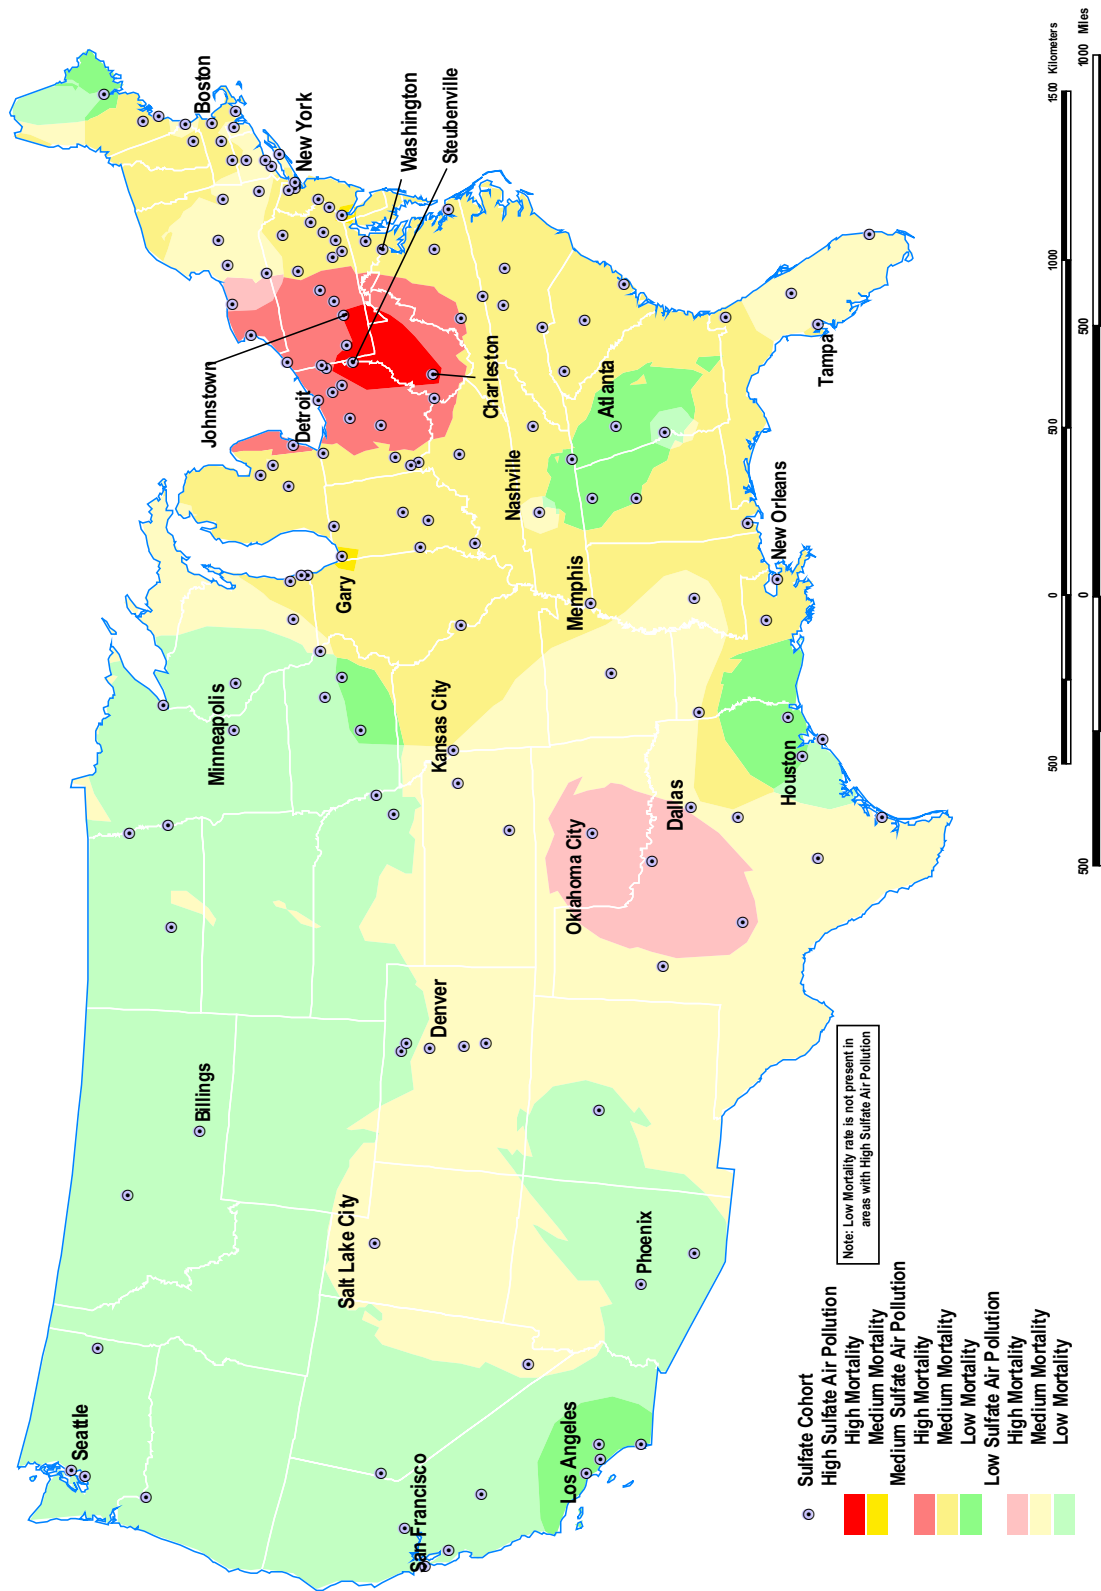 Seattle
Billings
Minneapolis
Detroit
Johnstown
Boston
New York
Washington
Steubenville
Charleston
Gary
San Francisco
Salt Lake City
Denver
Kansas City
Nashville
Memphis
Atlanta
Los Angeles
Phoenix
Oklahoma City
Dallas
Houston
New Orleans
Tampa
Sulfate Cohort
High Sulfate Air Pollution
High Mortality
Medium Mortality
Medium Sulfate Air Pollution
High Mortality
Medium Mortality
Low Mortality
Low Sulfate Air Pollution
High Mortality
Medium Mortality
Low Mortality
Note: Low Mortality rate is not present in
areas with High Sulfate Air Pollution
500 0 500 1000 1500 Kilometers
500 0 500 1000 Miles